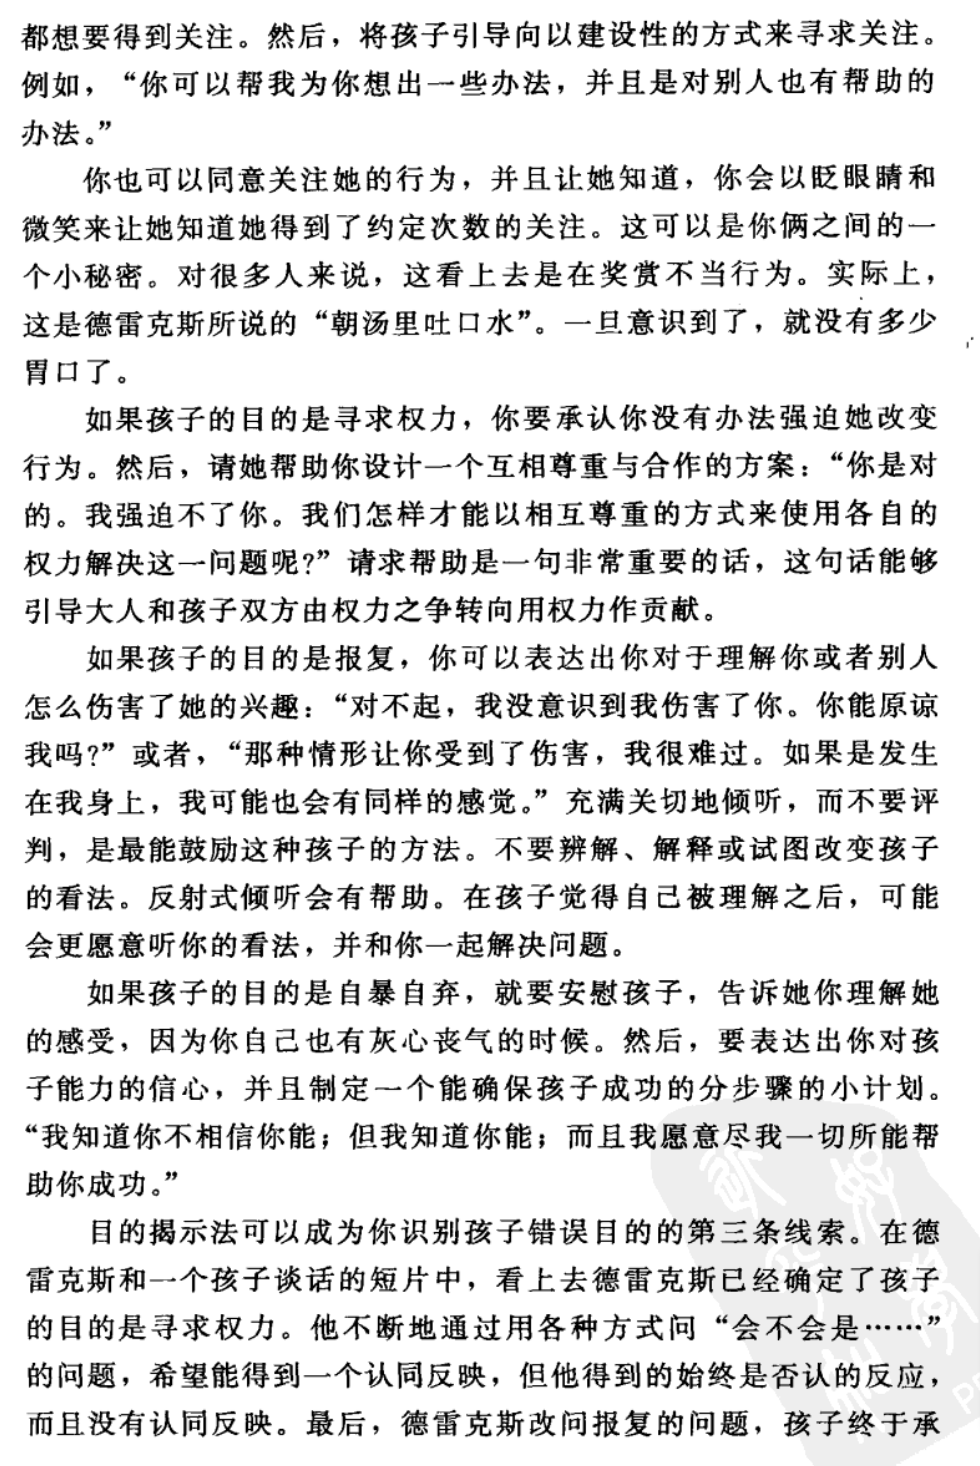 都想要得到关注。然后，将孩子引导向以建设性的方式来寻求关注。
例如，“你可以帮我为你想出一些办法，并且是对别人也有帮助的
办法。”
你也可以同意关注她的行为，并且让她知道，你会以眨眼睛和
微笑来让她知道她得到了约定次数的关注。这可以是你俩之间的一
个小秘密。对很多人来说，这看上去是在奖赏不当行为。实际上，
这是德雷克斯所说的“朝汤里吐口水”。一旦意识到了，就没有多少
胃口了。
如果孩子的目的是寻求权力，你要承认你没有办法强迫她改变
行为。然后，请她帮助你设计一个互相尊重与合作的方案：“你是对
的。我强迫不了你。我们怎样才能以相互尊重的方式来使用各自的
权力解决这一问题呢?”请求帮助是一句非常重要的话，这句话能够
引导大人和孩子双方由权力之争转向用权力作贡献。
如果孩子的目的是报复，你可以表达出你对于理解你或者别人
怎么伤害了她的兴趣：“对不起，我没意识到我伤害了你。你能原谅
我吗?”或者，“那种情形让你受到了伤害，我很难过。如果是发生
在我身上，我可能也会有同样的感觉。”充满关切地倾听，而不要评
判，是最能鼓励这种孩子的方法。不要辨解、解释或试图改变孩子
的看法。反射式倾听会有帮助。在孩子觉得自己被理解之后，可能
会更愿意听你的看法，并和你一起解决问题。
如果孩子的目的是自暴自弃，就要安慰孩子，告诉她你理解她
的感受，因为你自己也有灰心丧气的时候。然后，要表达出你对孩
子能力的信心，并且制定一个能确保孩子成功的分步骤的小计划。
“我知道你不相信你能；但我知道你能；而且我愿意尽我一切所能帮
助你成功。”
目的揭示法可以成为你识别孩子错误目的的第三条线索。在德
雷克斯和一个孩子谈话的短片中，看上去德雷克斯已经确定了孩子
的目的是寻求权力。他不断地通过用各种方式问“会不会是……”
的问题，希望能得到一个认同反映，但他得到的始终是否认的反应，
而且没有认同反映。最后，德雷克斯改问报复的问题，孩子终于承